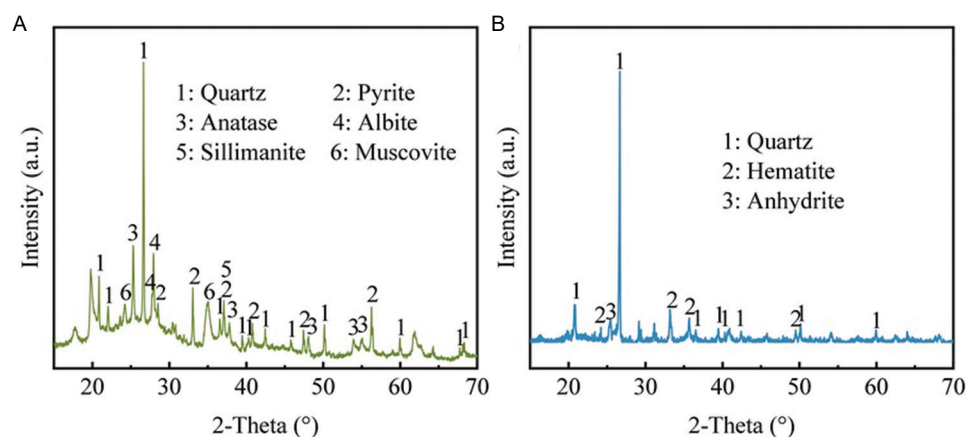 A
1
1: Quartz 2: Pyrite
3: Anatase 4: Albite
5: Sillimanite 6: Muscovite
Intensity (a.u.)
1 1 6 3 4 4 2 2 6 1 5 2 3 1 1 2 1 1 2 3 1 3 3 2 1 1 1
20 30 40 50 60 70
2-Theta (°)
B
1
1: Quartz
2: Hematite
3: Anhydrite
Intensity (a.u.)
1 2 3 2 2 1 1 1 1 2 1 1
20 30 40 50 60 70
2-Theta (°)